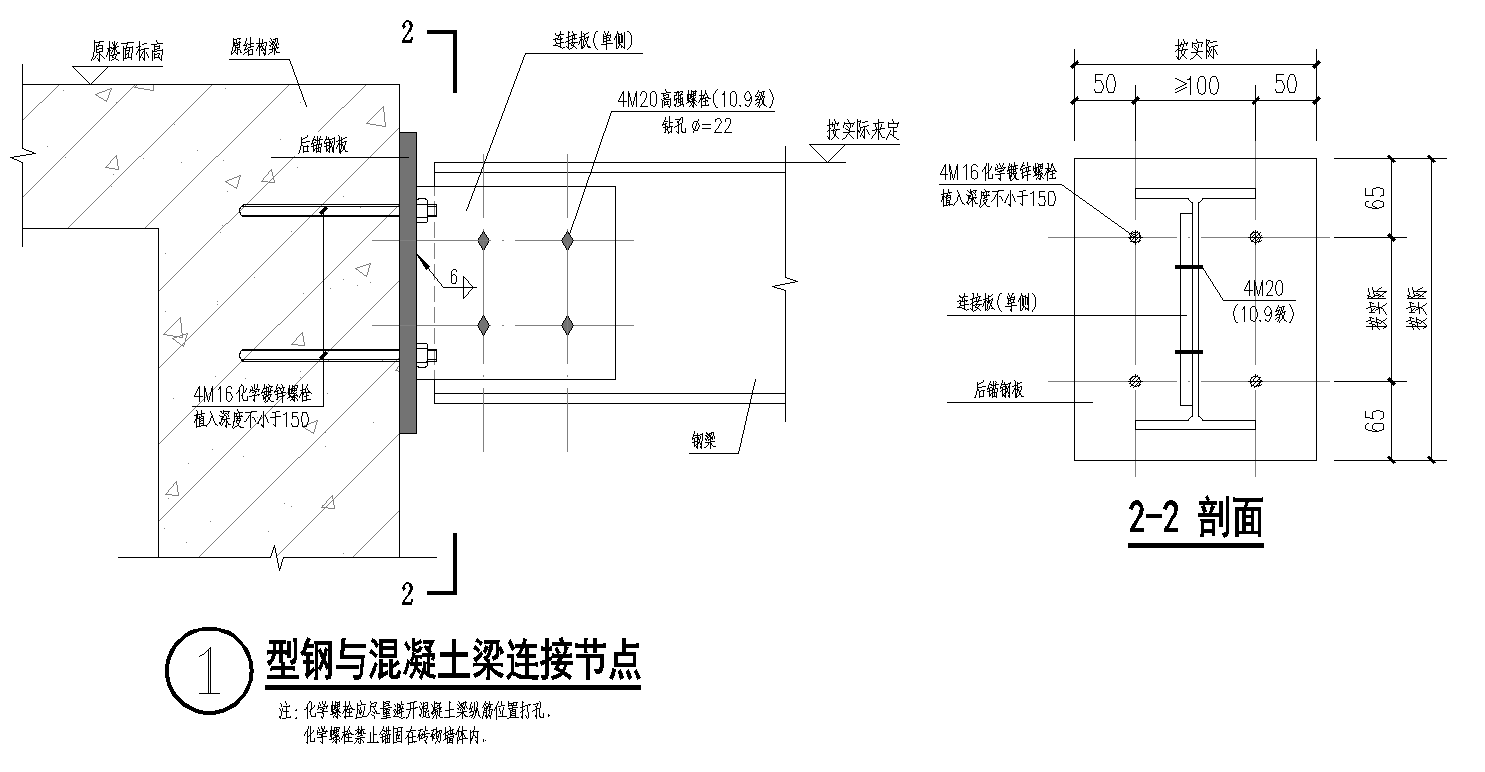 2
原楼面标高
原结构梁
连接板(单侧)
4M20高强螺栓(10.9级)
钻孔 ø=22
后锚钢板
按实际来定
6
4M16化学镀锌螺栓
植入深度不小于150
钢梁
2
1
型钢与混凝土梁连接节点
注: 化学螺栓应尽量避开混凝土梁纵筋位置打孔.
化学螺栓禁止锚固在砖砌墙体内.
按实际
50
≥100
50
4M16化学镀锌螺栓
植入深度不小于150
65
4M20
(10.9级)
连接板(单侧)
按实际
按实际
后锚钢板
65
2-2 剖面